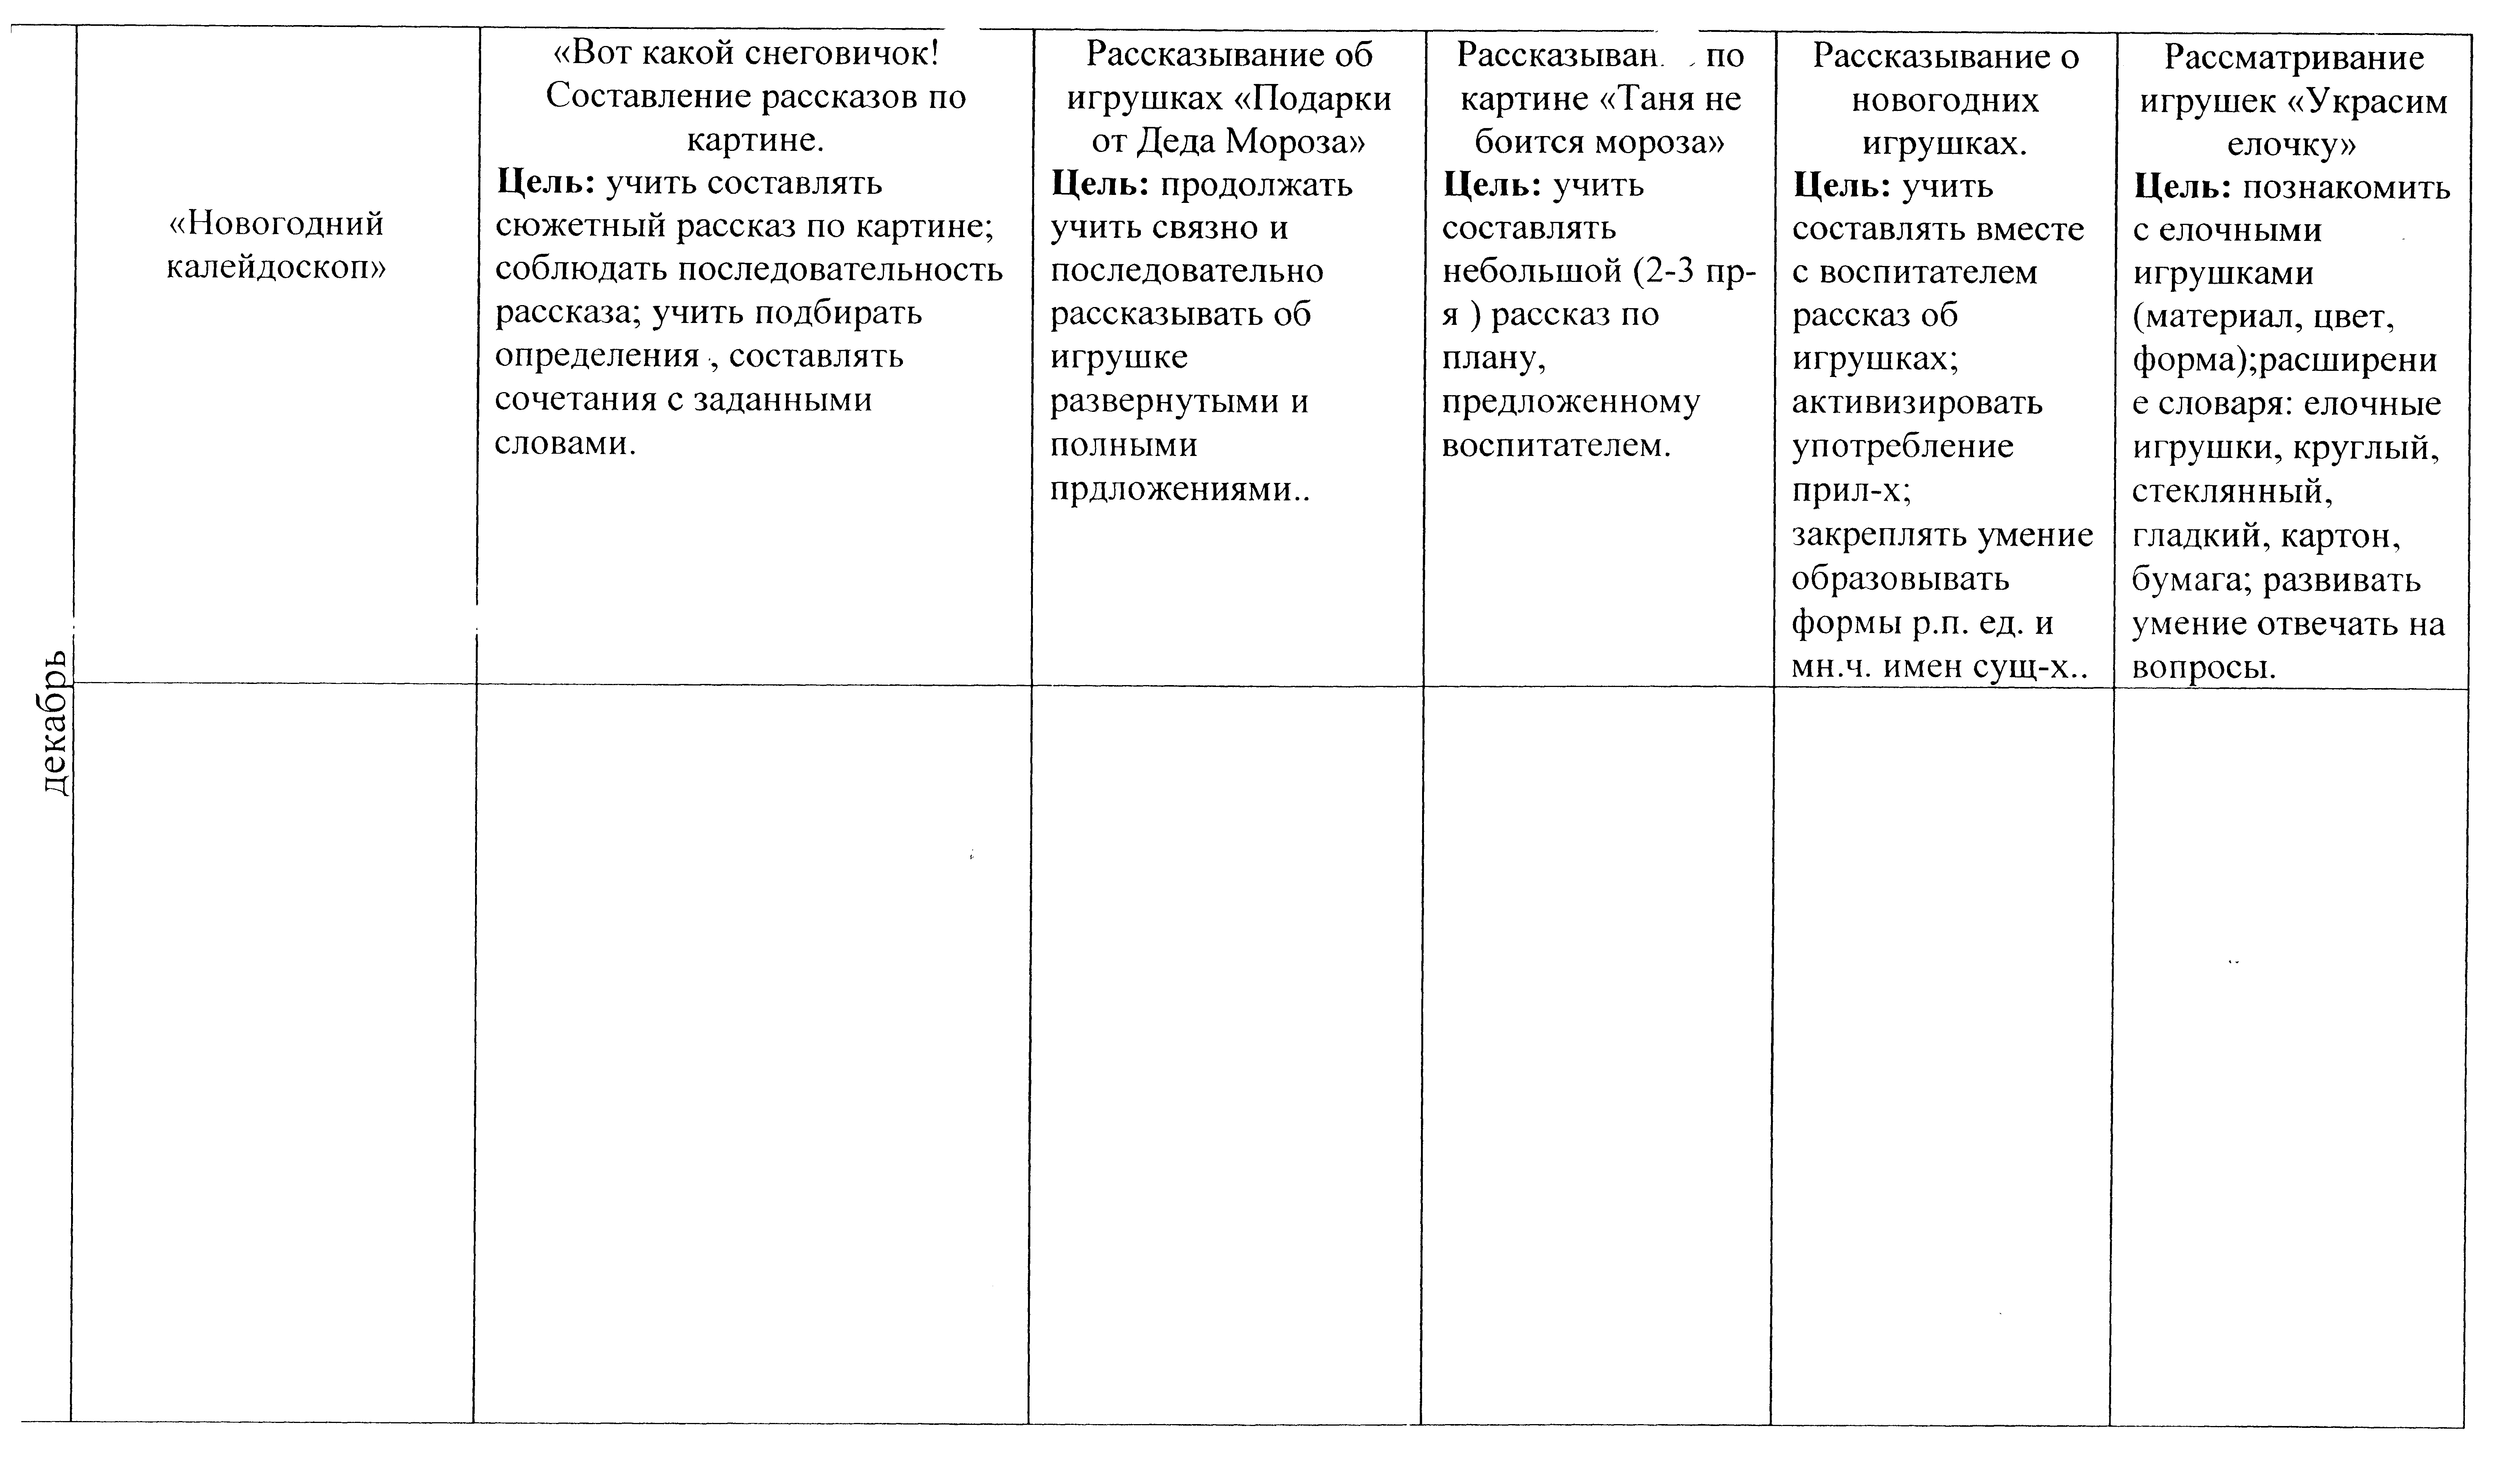 декабрь
«Новогодний
калейдоскоп»
«Вот какой снеговичок!
Составление рассказов по
картине.
Цель: учить составлять
сюжетный рассказ по картине;
соблюдать последовательность
рассказа; учить подбирать
определения , составлять
сочетания с заданными
словами.
Рассказывание об
игрушках «Подарки
от Деда Мороза»
Цель: продолжать
учить связно и
последовательно
рассказывать об
игрушке
развернутыми и
полными
прдложениями..
по
картине «Таня не
боится мороза»
Цель: учить
составлять
небольшой (2-3 пр-
я ) рассказ по
плану,
предложенному
воспитателем.
Рассказывание о
новогодних
игрушках.
Цель: учить
составлять вместе
с воспитателем
рассказ об
игрушках;
активизировать
употребление
прил-х;
закреплять умение
образовывать
формы р.п. ед. и
мн.ч. имен сущ-х..
Рассматривание
игрушек «Украсим
елочку»
Цель: познакомить
с елочными
игрушками
(материал, цвет,
форма);расширени
е словаря: елочные
игрушки, круглый,
стеклянный,
гладкий, картон,
бумага; развивать
умение отвечать на
вопросы.